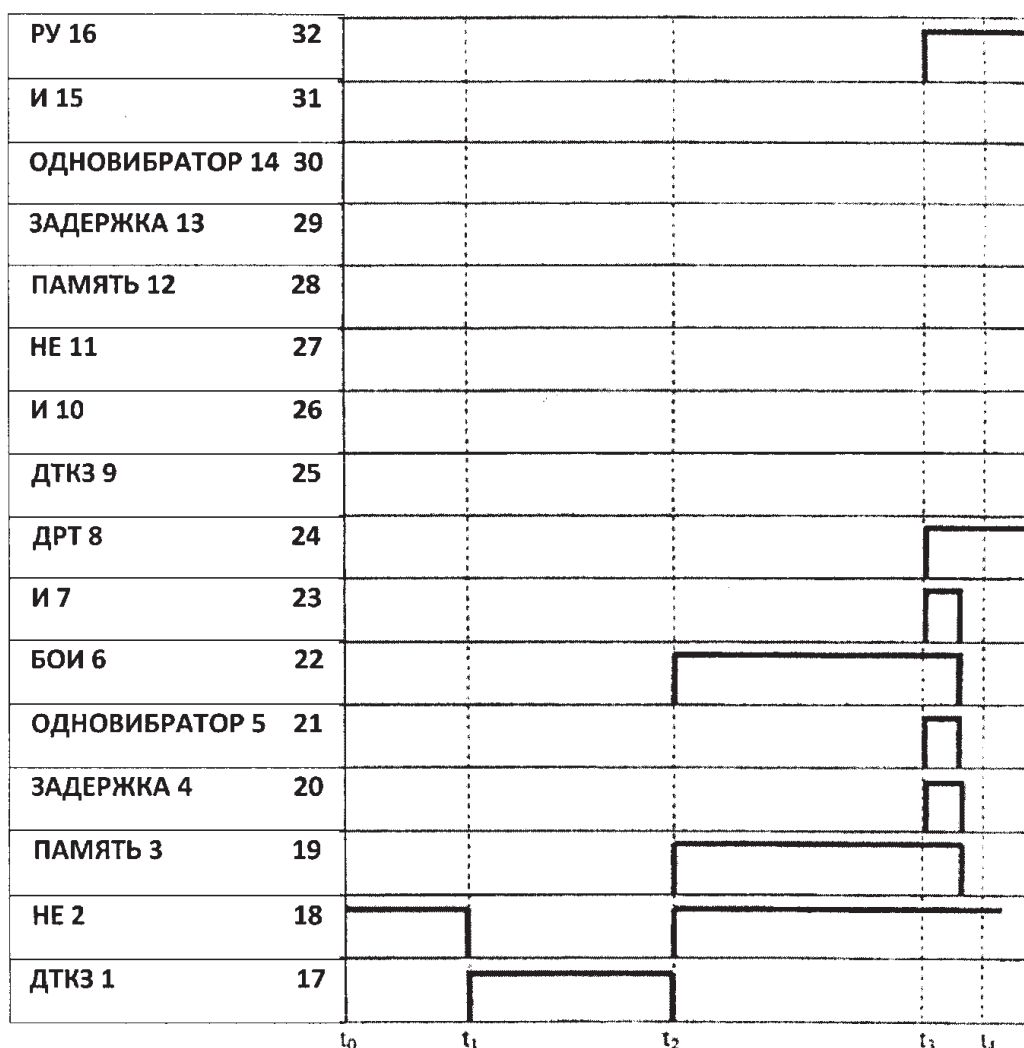 РУ 16 32
И 15 31
ОДНОВИБРАТОР 14 30
ЗАДЕРЖКА 13 29
ПАМЯТЬ 12 28
НЕ 11 27
И 10 26
ДТКЗ 9 25
ДРТ 8 24
И 7 23
БОИ 6 22
ОДНОВИБРАТОР 5 21
ЗАДЕРЖКА 4 20
ПАМЯТЬ 3 19
НЕ 2 18
ДТКЗ 1 17
t₀ t₁ t₂ t₃ t₄